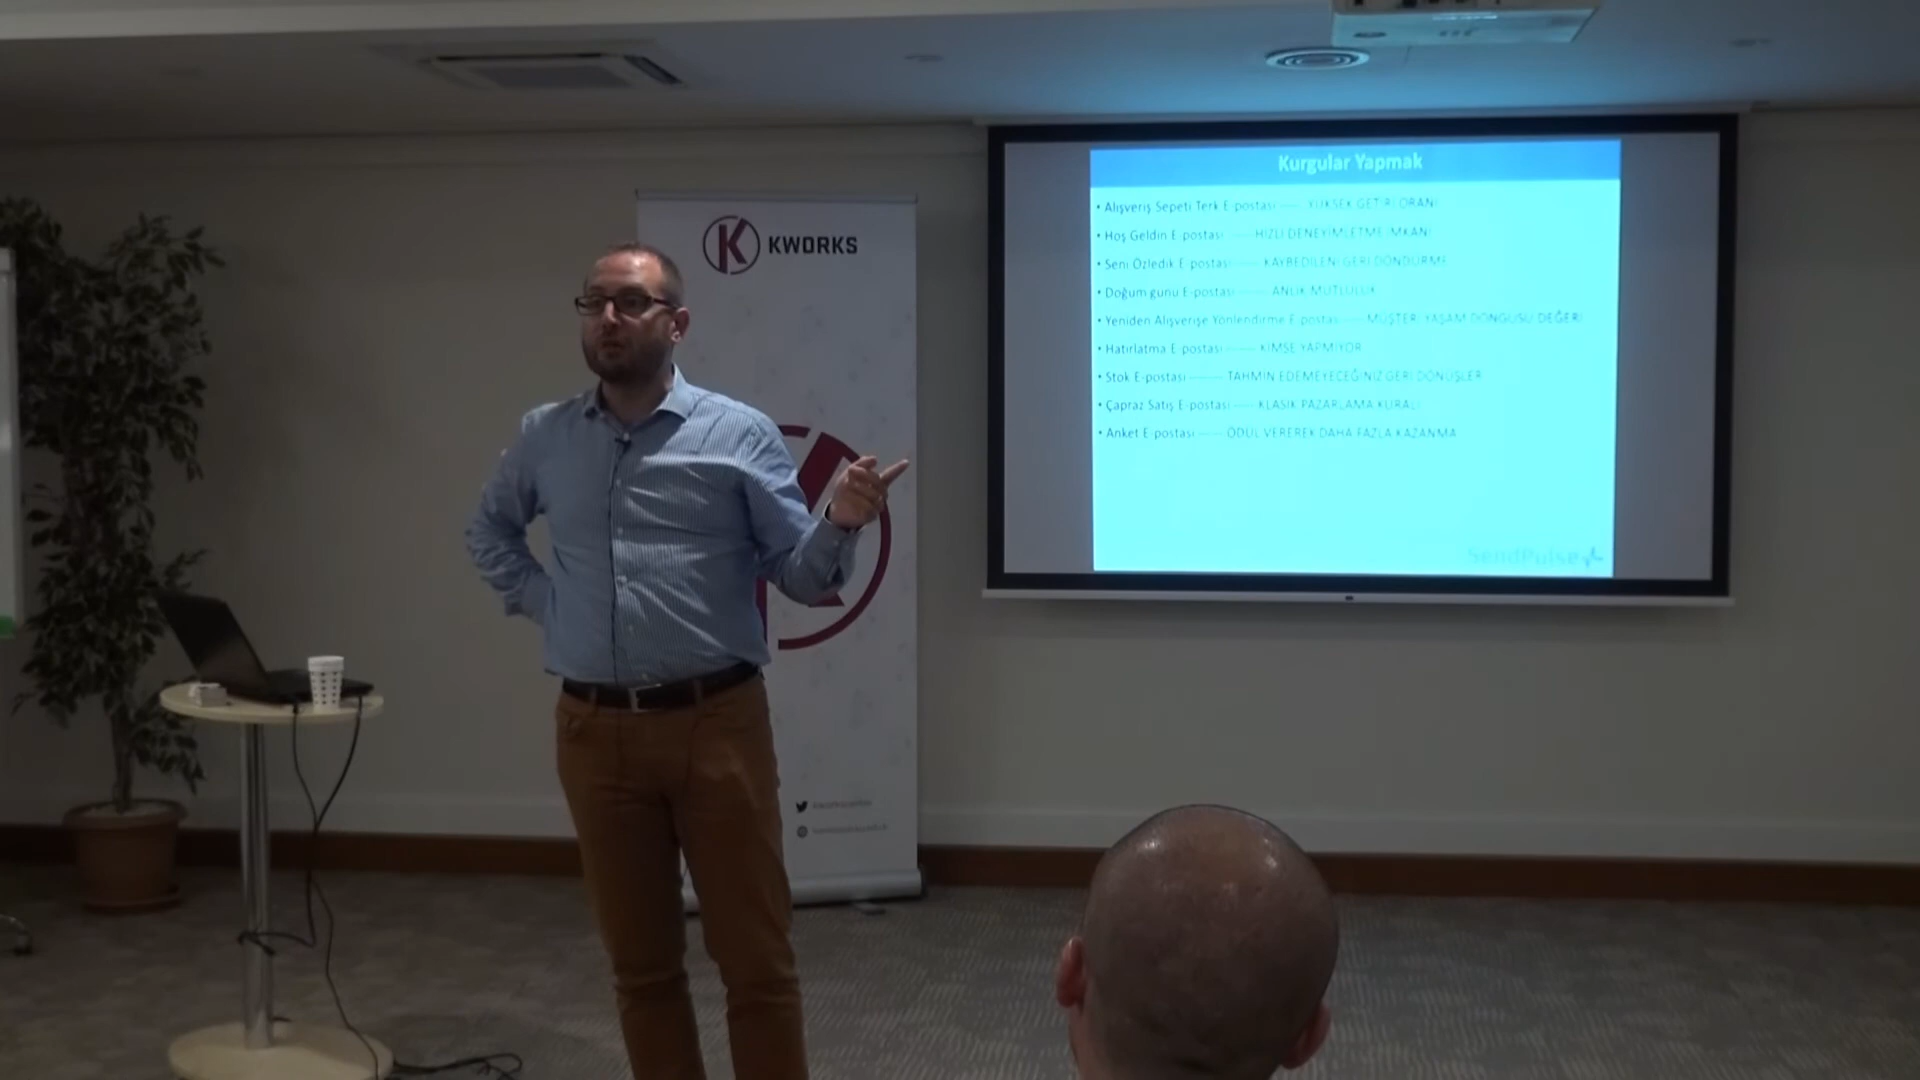 KWORKS
Kurgular Yapmak
• Alışveriş Sepeti Terk E-postası ---- YÜKSEK GETİRİ ORANI
• Hoş Geldin E-postası ------ HIZLI DENEYİMLETME İMKANI
• Seni Özledik E-postası ----- KAYBEDİLENİ GERİ DÖNDÜRME
• Doğum günü E-postası ------ ANLIK MUTLULUK
• Yeniden Alışverişe Yönlendirme E-postası ---- MÜŞTERİ YAŞAM DÖNGÜSÜ DEĞERİ
• Hatırlatma E-postası ------ KİMSE YAPMIYOR
• Stok E-postası ------- TAHMİN EDEMEYECEĞİNİZ GERİ DÖNÜŞLER
• Çapraz Satış E-postası ---- KLASİK PAZARLAMA KURALI
• Anket E-postası ----- ÖDÜL VEREREK DAHA FAZLA KAZANMA
SendPulse